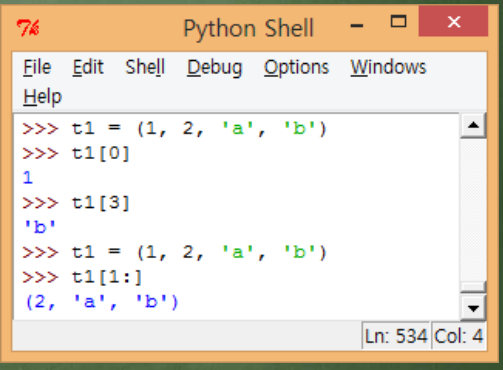 Python Shell
File Edit Shell Debug Options Windows
Help
>>> t1 = (1, 2, 'a', 'b')
>>> t1[0]
1
>>> t1[3]
'b'
>>> t1 = (1, 2, 'a', 'b')
>>> t1[1:]
(2, 'a', 'b')
Ln: 534 Col: 4